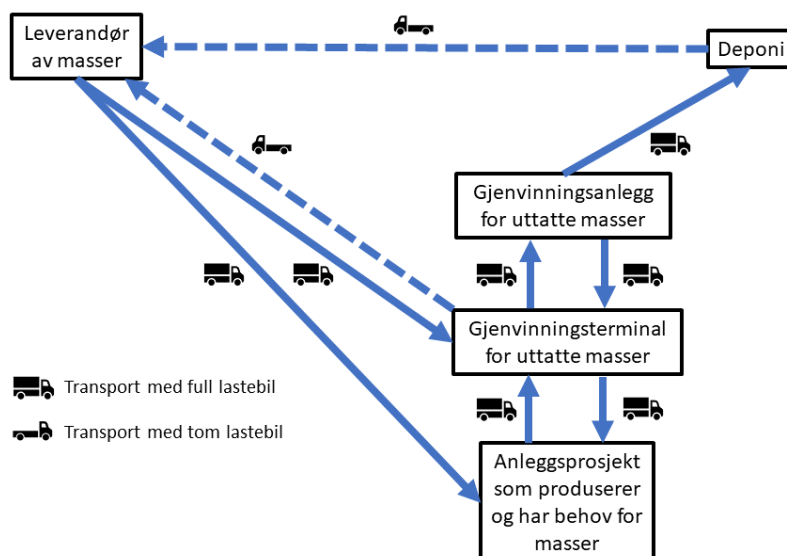 Leverandør
av masser
Deponi
Gjenvinningsanlegg
for uttatte masser
Gjenvinningsterminal
for uttatte masser
Transport med full lastebil
Transport med tom lastebil
Anleggsprosjekt
som produserer
og har behov for
masser